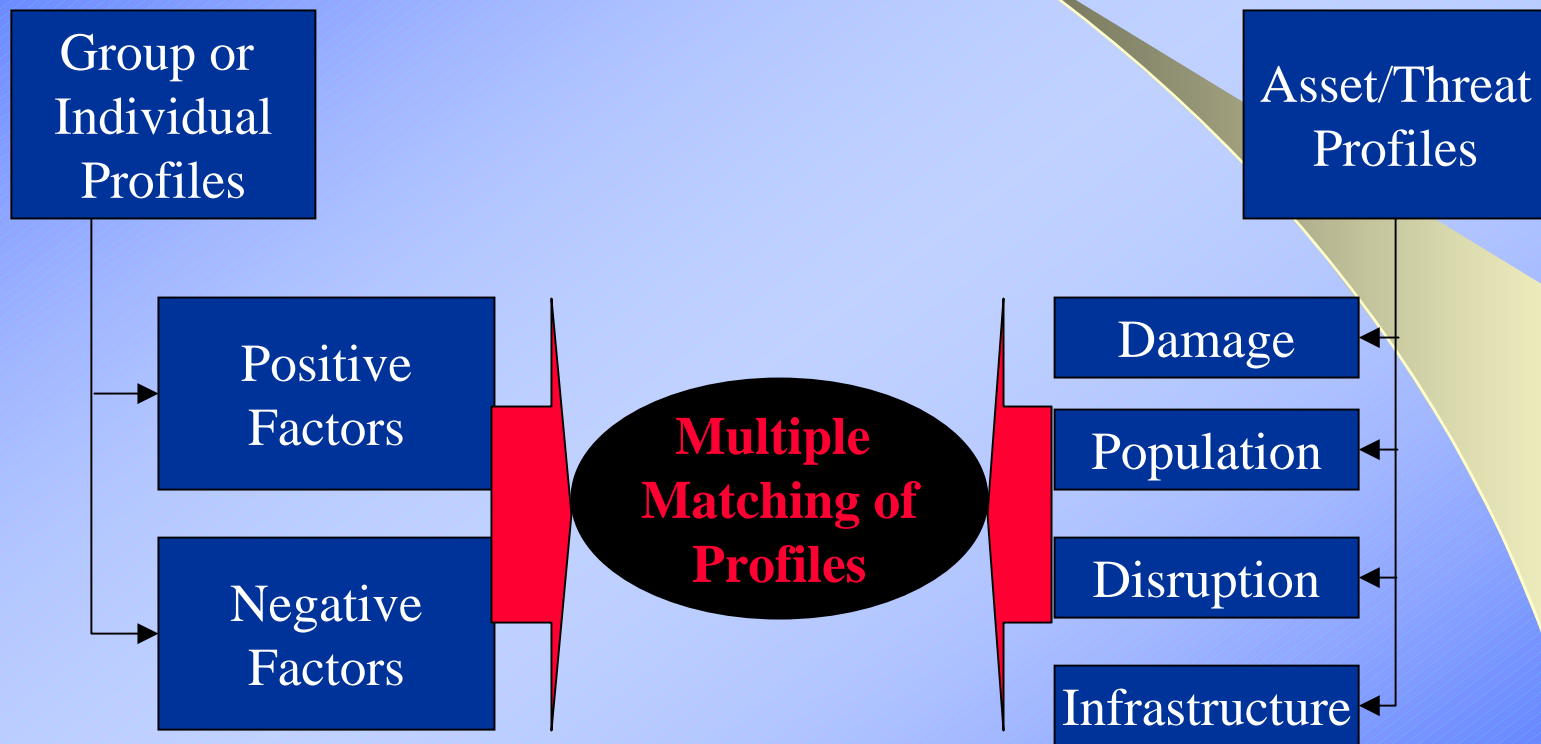 Group or
Individual
Profiles
Asset/Threat
Profiles
Positive
Factors
Negative
Factors
Multiple
Matching of
Profiles
Damage
Population
Disruption
Infrastructure